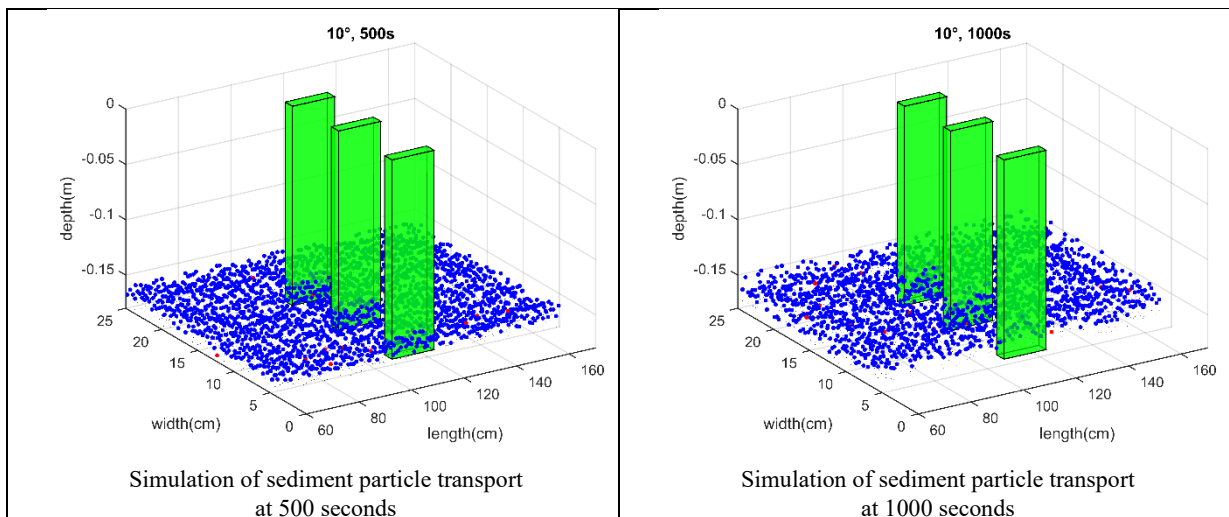 10°, 500s
0
-0.05
-0.1
-0.15
depth(m)
25
20
15
10
5
0
width(cm)
60
80
100
120
140
160
length(cm)
Simulation of sediment particle transport
at 500 seconds
10°, 1000s
0
-0.05
-0.1
-0.15
depth(m)
25
20
15
10
5
0
width(cm)
60
80
100
120
140
160
length(cm)
Simulation of sediment particle transport
at 1000 seconds